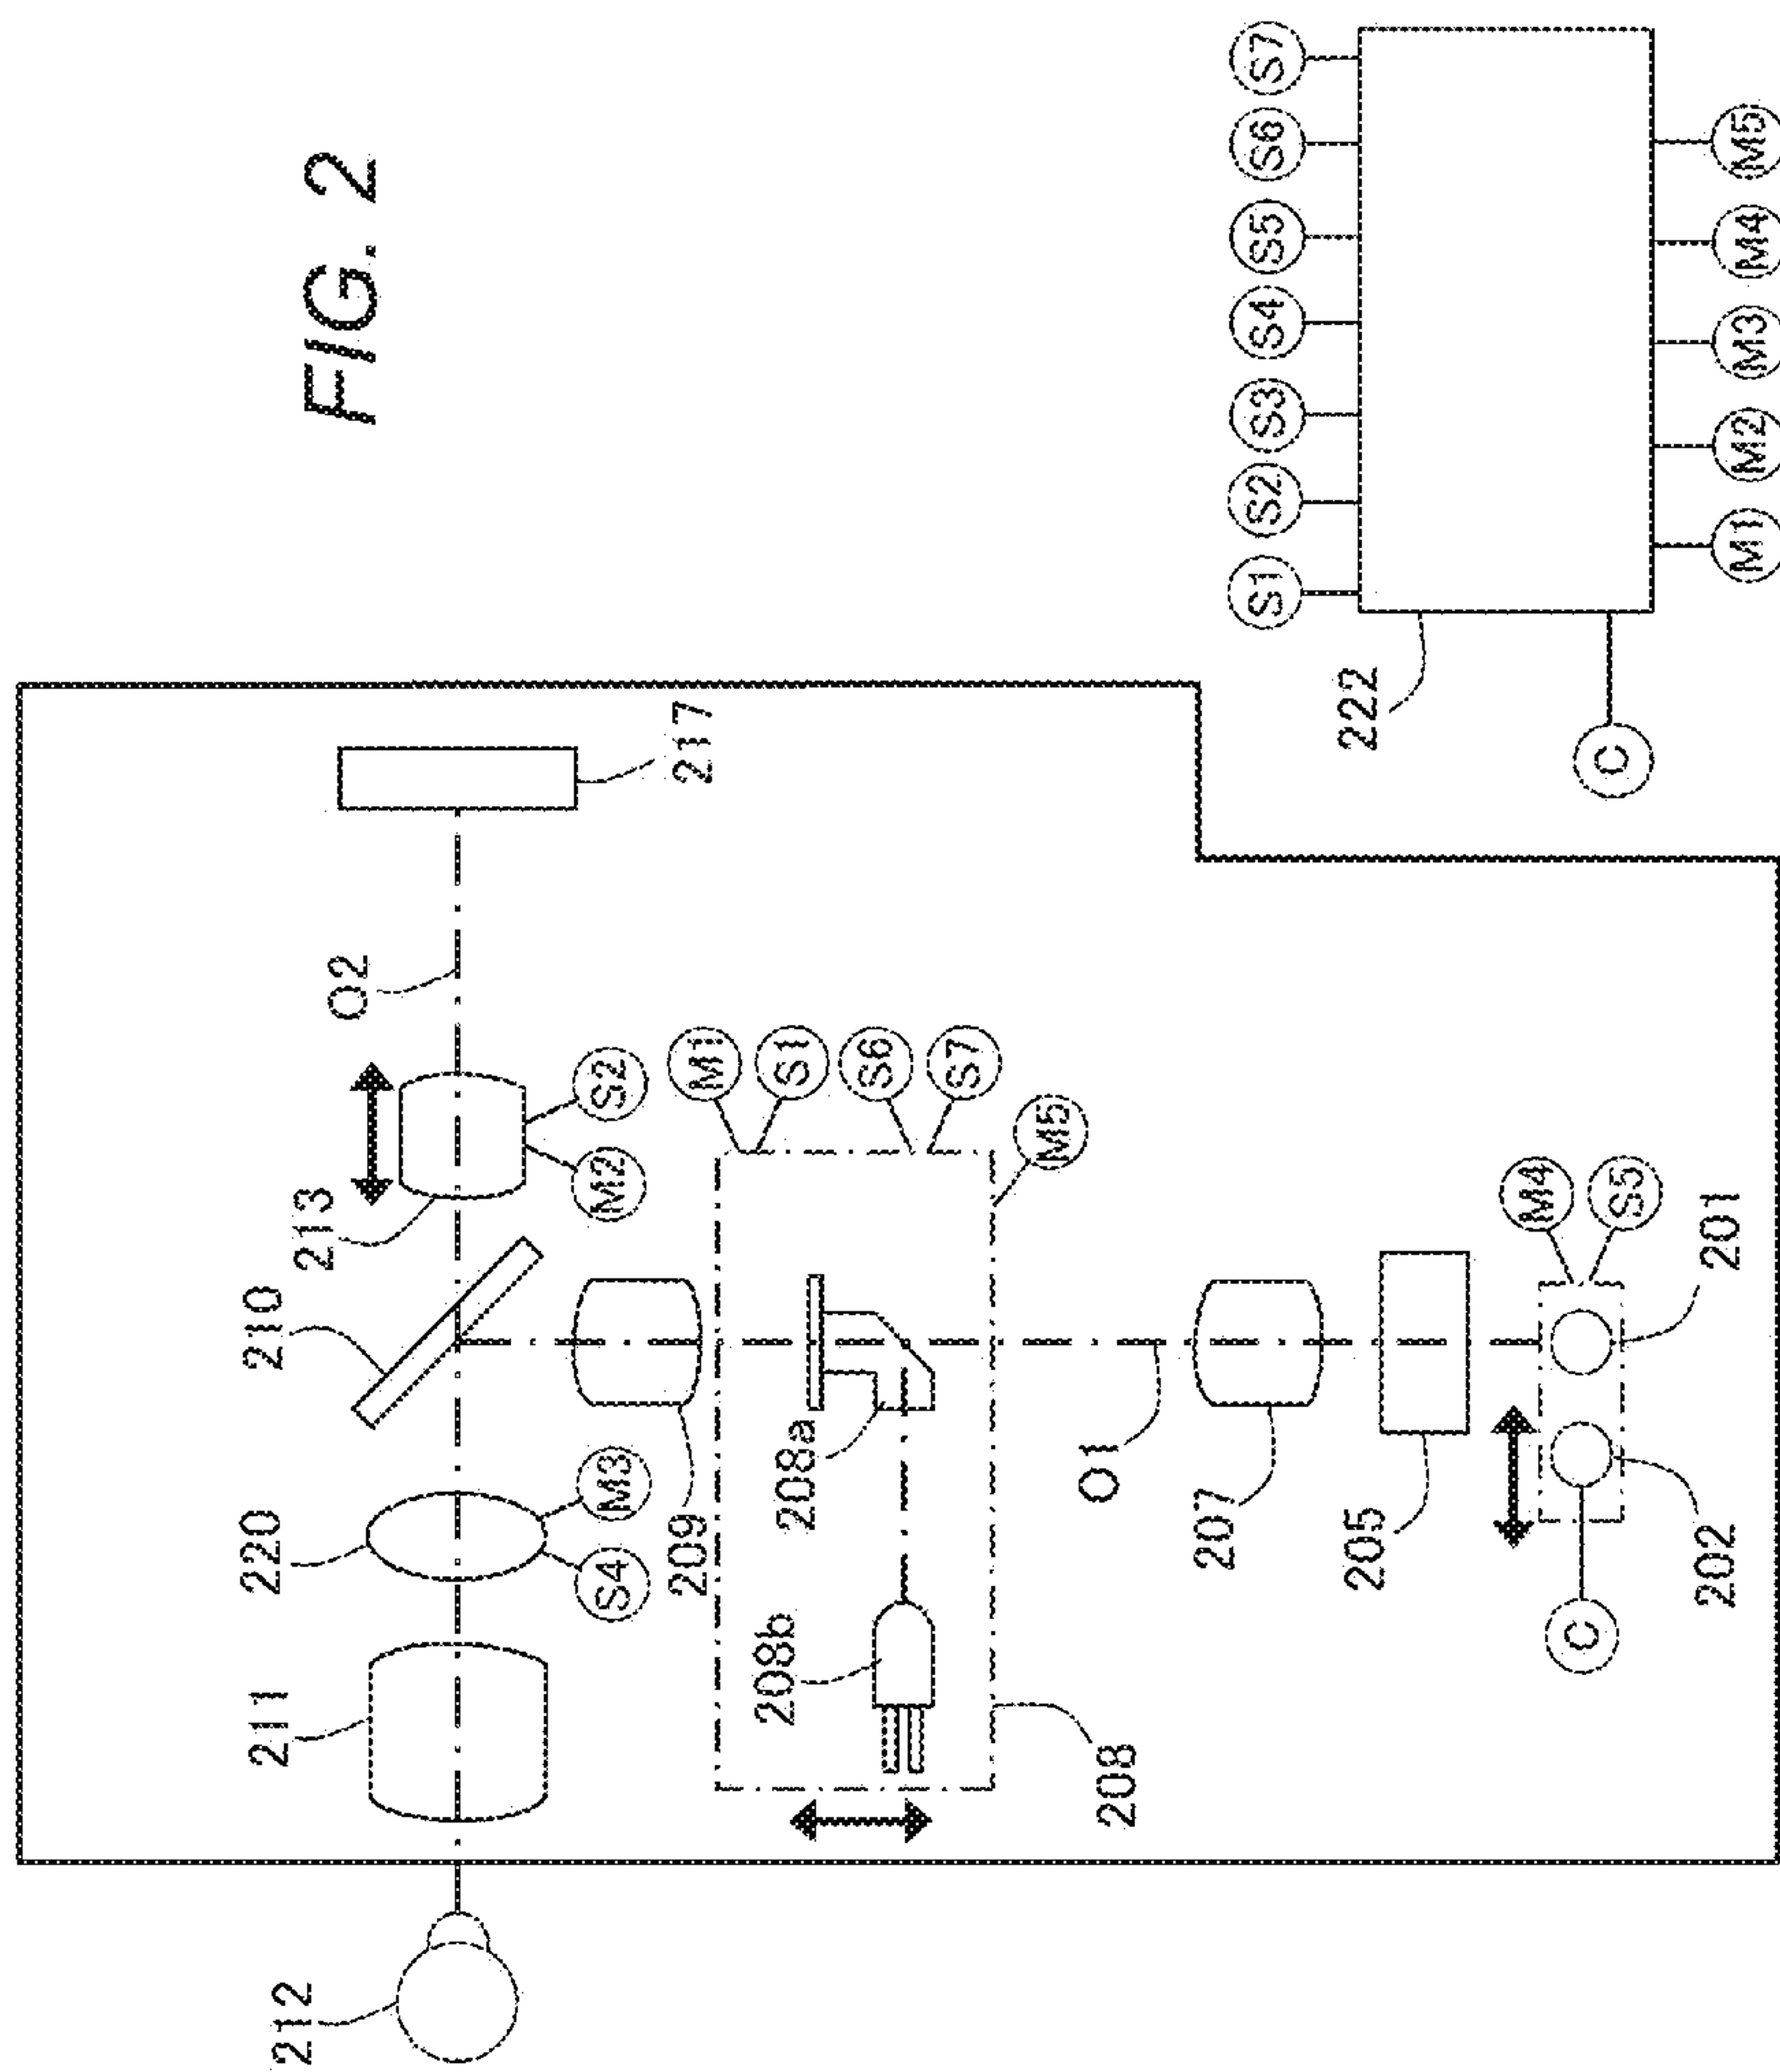 FIG. 2
212
211
220
210
213
O2
217
S4
M3
M2
S2
209
M1
S1
S6
S7
M5
208b
208a
208
O1
207
205
M4
S5
C
202
201
S1 S2 S3 S4 S5 S6 S7
222
C
M1 M2 M3 M4 M5